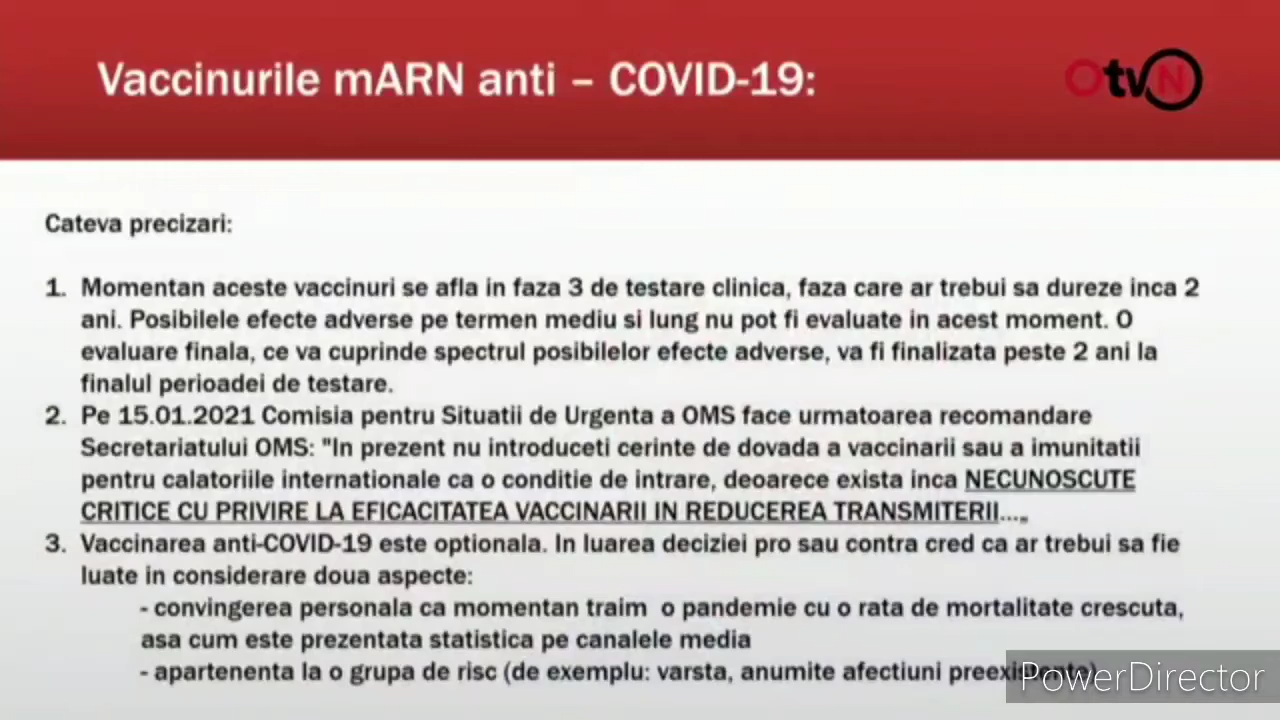 Vaccinurile mARN anti – COVID-19:
OtvN
Cateva precizari:
1. Momentan aceste vaccinuri se afla in faza 3 de testare clinica, faza care ar trebui sa dureze inca 2
ani. Posibilele efecte adverse pe termen mediu si lung nu pot fi evaluate in acest moment. O
evaluare finala, ce va cuprinde spectrul posibilelor efecte adverse, va fi finalizata peste 2 ani la
finalul perioadei de testare.
2. Pe 15.01.2021 Comisia pentru Situatii de Urgenta a OMS face urmatoarea recomandare
Secretariatului OMS: "In prezent nu introduceti cerinte de dovada a vaccinarii sau a imunitatii
pentru calatoriile internationale ca o conditie de intrare, deoarece exista inca NECUNOSCUTE
CRITICE CU PRIVIRE LA EFICACITATEA VACCINARII IN REDUCEREA TRANSMITERII...„
3. Vaccinarea anti-COVID-19 este optionala. In luarea deciziei pro sau contra cred ca ar trebui sa fie
luate in considerare doua aspecte:
- convingerea personala ca momentan traim o pandemie cu o rata de mortalitate crescuta,
asa cum este prezentata statistica pe canalele media
- apartenenta la o grupa de risc (de exemplu: varsta, anumite afectiuni preexistente)
PowerDirector